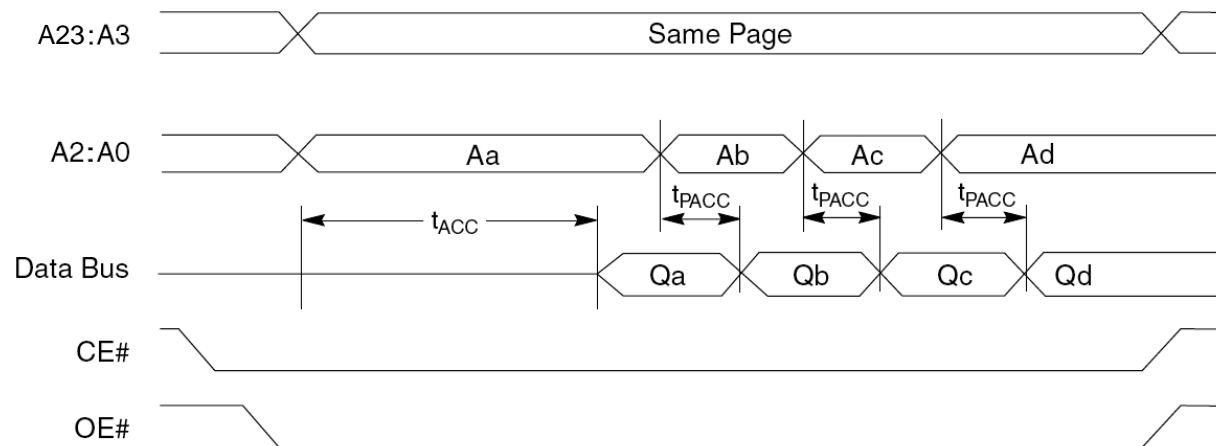 A23:A3 Same Page
A2:A0 Aa Ab Ac Ad
tPACC tPACC tPACC
tACC
Data Bus Qa Qb Qc Qd
CE#
OE#